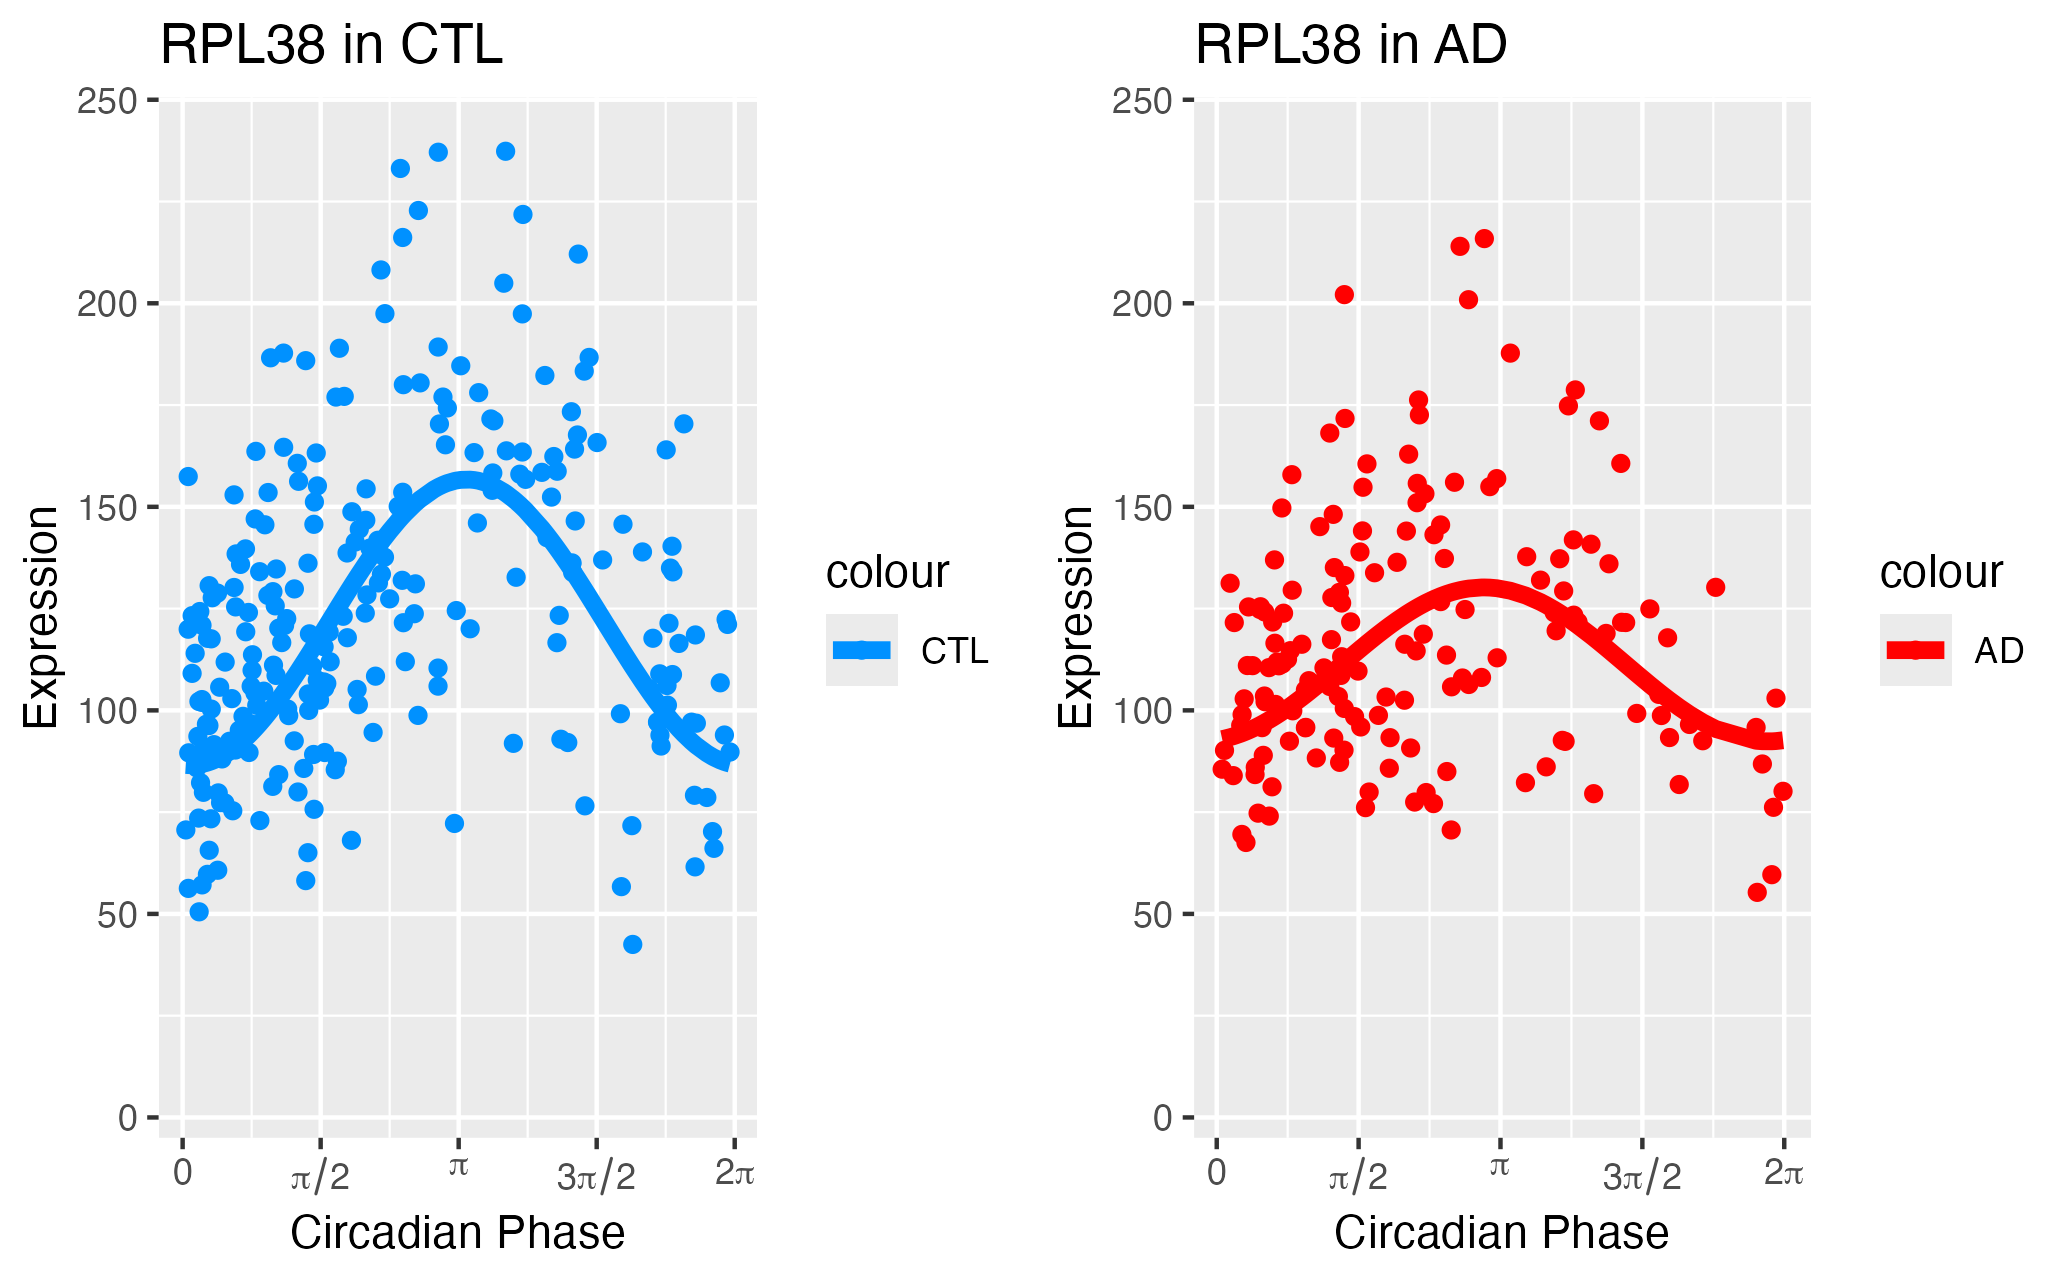 RPL38 in CTL
Expression
250
200
150
100
50
0
0
π/2
π
3π/2
2π
Circadian Phase
colour
CTL
RPL38 in AD
Expression
250
200
150
100
50
0
0
π/2
π
3π/2
2π
Circadian Phase
colour
AD